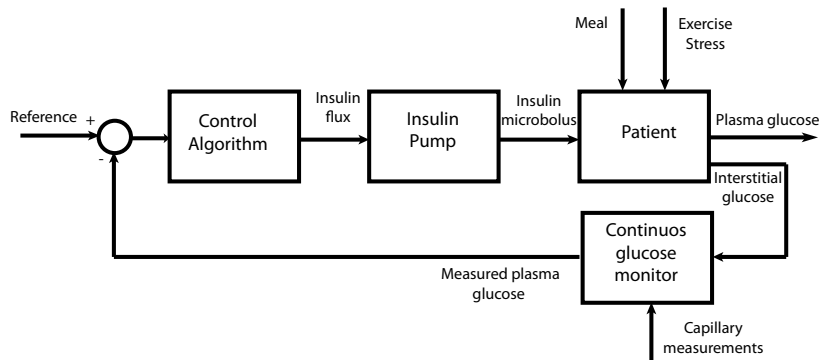 Meal
Exercise
Stress
Reference
+
-
Control
Algorithm
Insulin
flux
Insulin
Pump
Insulin
microbolus
Patient
Plasma glucose
Interstitial
glucose
Continuos
glucose
monitor
Measured plasma
glucose
Capillary
measurements